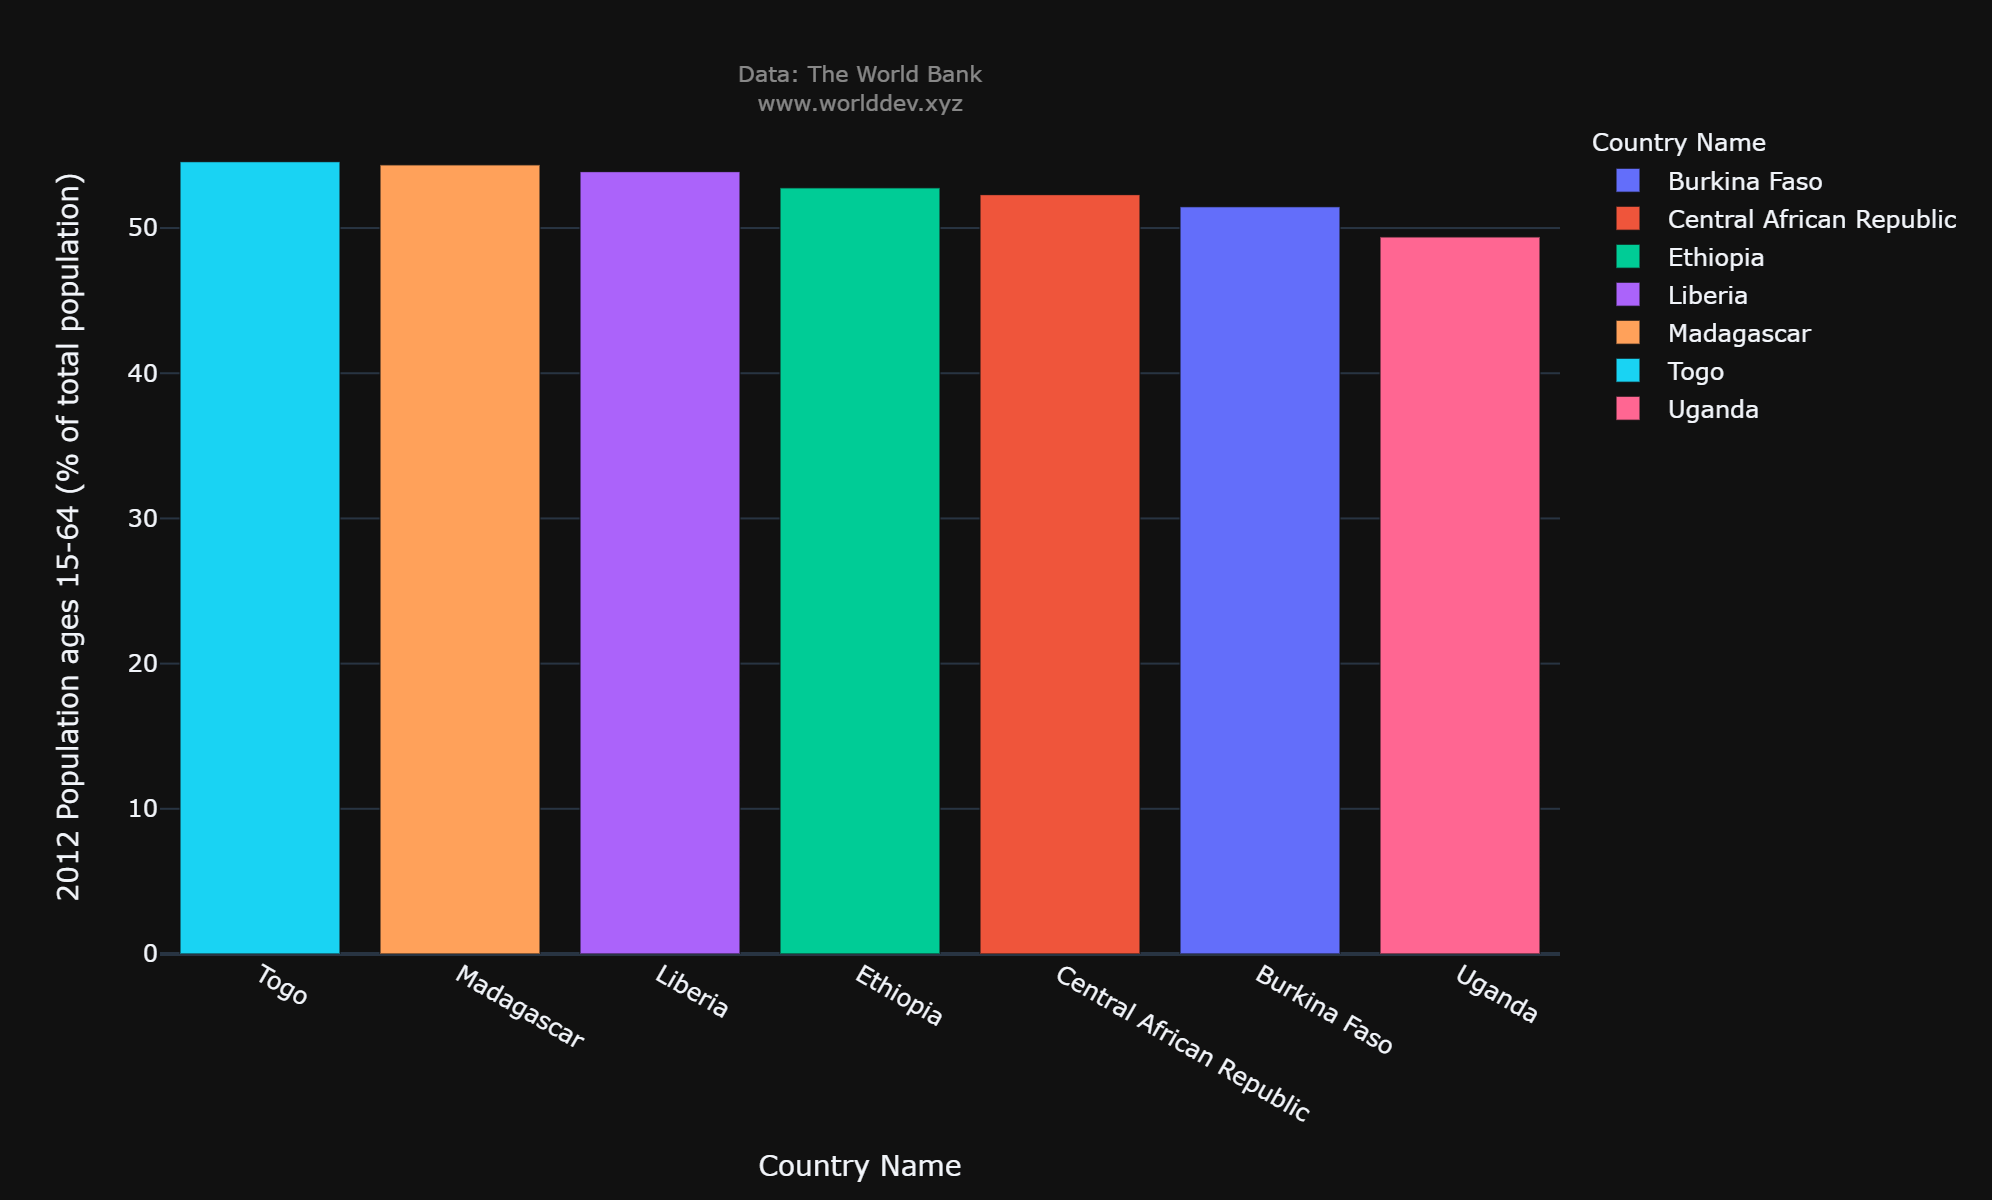 Data: The World Bank
www.worlddev.xyz
2012 Population ages 15-64 (% of total population)
50
40
30
20
10
0
Togo
Madagascar
Liberia
Ethiopia
Central African Republic
Burkina Faso
Uganda
Country Name
Country Name
Burkina Faso
Central African Republic
Ethiopia
Liberia
Madagascar
Togo
Uganda